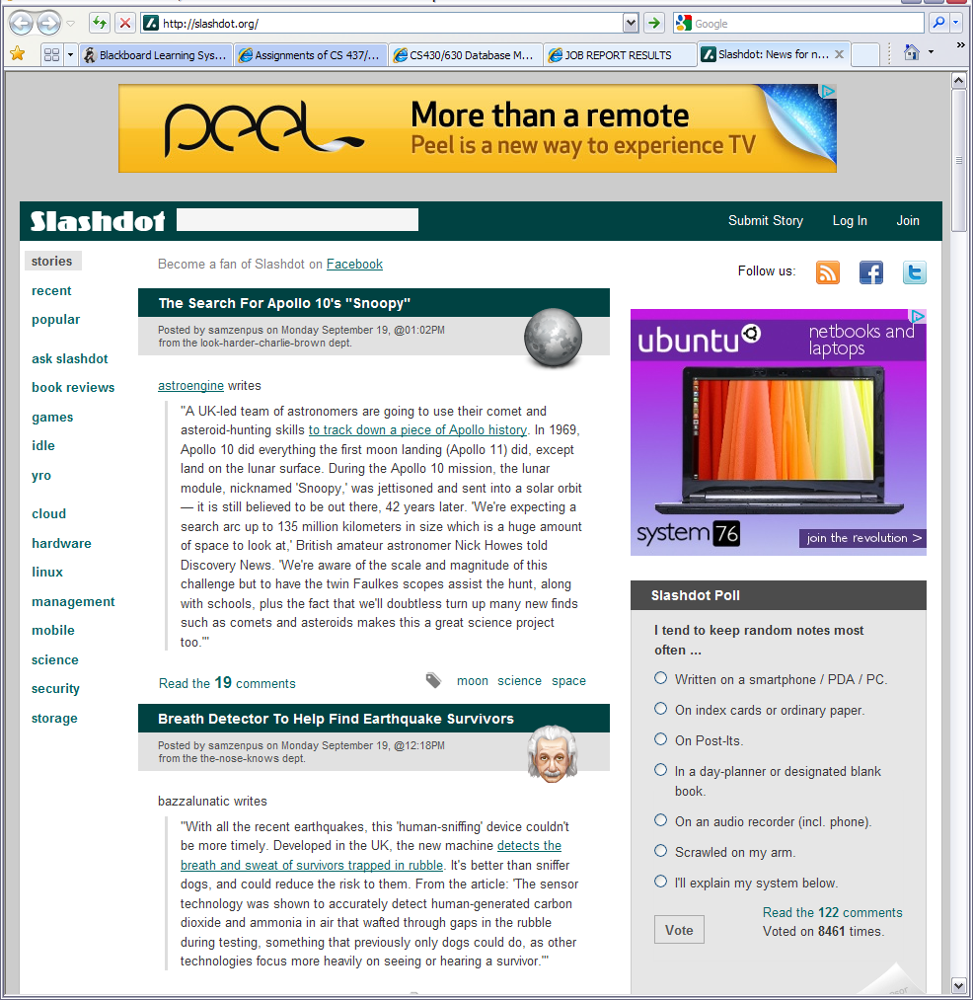 http://slashdot.org/
Google
Blackboard Learning Sys...
Assignments of CS 437/...
CS430/630 Database M...
JOB REPORT RESULTS
Slashdot: News for n...
peel
More than a remote
Peel is a new way to experience TV
Slashdot
Submit Story
Log In
Join
stories
recent
popular
ask slashdot
book reviews
games
idle
yro
cloud
hardware
linux
management
mobile
science
security
storage
Become a fan of Slashdot on Facebook
The Search For Apollo 10's "Snoopy"
Posted by samzenpus on Monday September 19, @01:02PM
from the look-harder-charlie-brown dept.
astroengine writes
"A UK-led team of astronomers are going to use their comet and
asteroid-hunting skills to track down a piece of Apollo history. In 1969,
Apollo 10 did everything the first moon landing (Apollo 11) did, except
land on the lunar surface. During the Apollo 10 mission, the lunar
module, nicknamed 'Snoopy,' was jettisoned and sent into a solar orbit
— it is still believed to be out there, 42 years later. 'We're expecting a
search arc up to 135 million kilometers in size which is a huge amount
of space to look at,' British amateur astronomer Nick Howes told
Discovery News. 'We're aware of the scale and magnitude of this
challenge but to have the twin Faulkes scopes assist the hunt, along
with schools, plus the fact that we'll doubtless turn up many new finds
such as comets and asteroids makes this a great science project
too.'"
Read the 19 comments
moon science space
Breath Detector To Help Find Earthquake Survivors
Posted by samzenpus on Monday September 19, @12:18PM
from the the-nose-knows dept.
bazzalunatic writes
"With all the recent earthquakes, this 'human-sniffing' device couldn't
be more timely. Developed in the UK, the new machine detects the
breath and sweat of survivors trapped in rubble. It's better than sniffer
dogs, and could reduce the risk to them. From the article: 'The sensor
technology was shown to accurately detect human-generated carbon
dioxide and ammonia in air that wafted through gaps in the rubble
during testing, something that previously only dogs could do, as other
technologies focus more heavily on seeing or hearing a survivor.'"
Follow us:
ubuntu
netbooks and
laptops
system 76
join the revolution >
Slashdot Poll
I tend to keep random notes most
often ...
Written on a smartphone / PDA / PC.
On index cards or ordinary paper.
On Post-Its.
In a day-planner or designated blank
book.
On an audio recorder (incl. phone).
Scrawled on my arm.
I'll explain my system below.
Vote
Read the 122 comments
Voted on 8461 times.